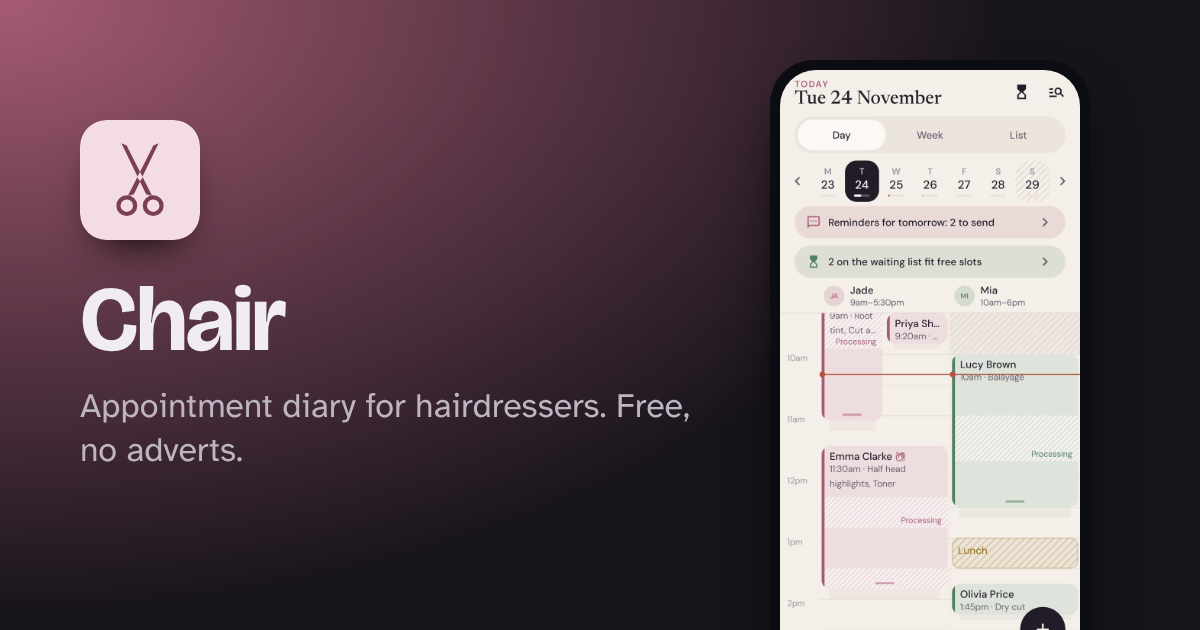 Chair
Appointment diary for hairdressers. Free,
no adverts.
TODAY
Tue 24 November
Day
Week
List
M
T
W
T
F
S
S
23
24
25
26
27
28
29
Reminders for tomorrow: 2 to send
2 on the waiting list fit free slots
JA
Jade
9am–5:30pm
MI
Mia
10am–6pm
9am · Root
tint, Cut a…
Processing
Priya Sh…
9:20am · …
10am
Lucy Brown
10am · Balayage
11am
Emma Clarke
11:30am · Half head
highlights, Toner
Processing
12pm
Processing
1pm
Lunch
2pm
Olivia Price
1:45pm · Dry cut